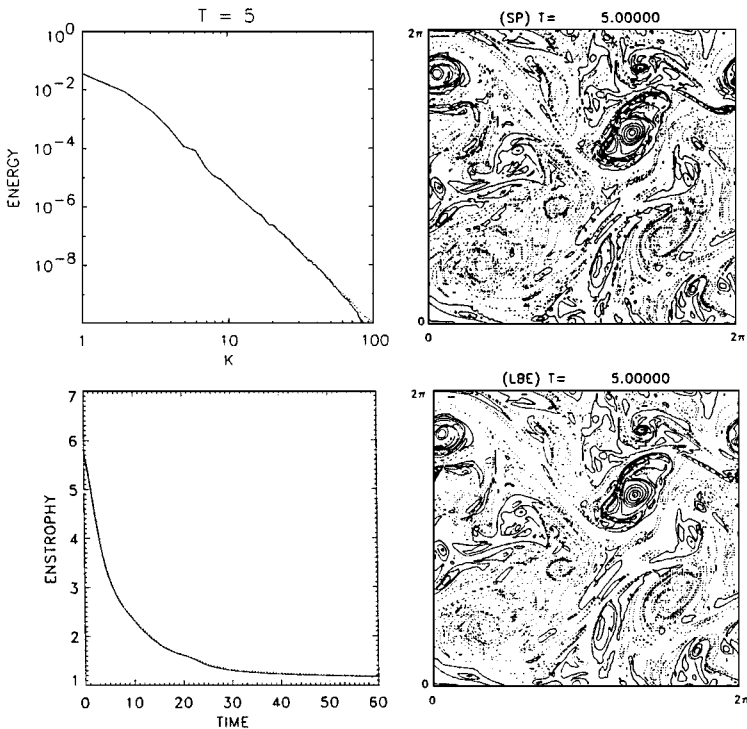 T = 5
10^0
10^-2
10^-4
10^-6
10^-8
ENERGY
1
10
100
K
(SP) T= 5.00000
2π
0
0
2π
7
6
5
4
3
2
1
ENSTROPHY
0
10
20
30
40
50
60
TIME
(LBE) T= 5.00000
2π
0
0
2π